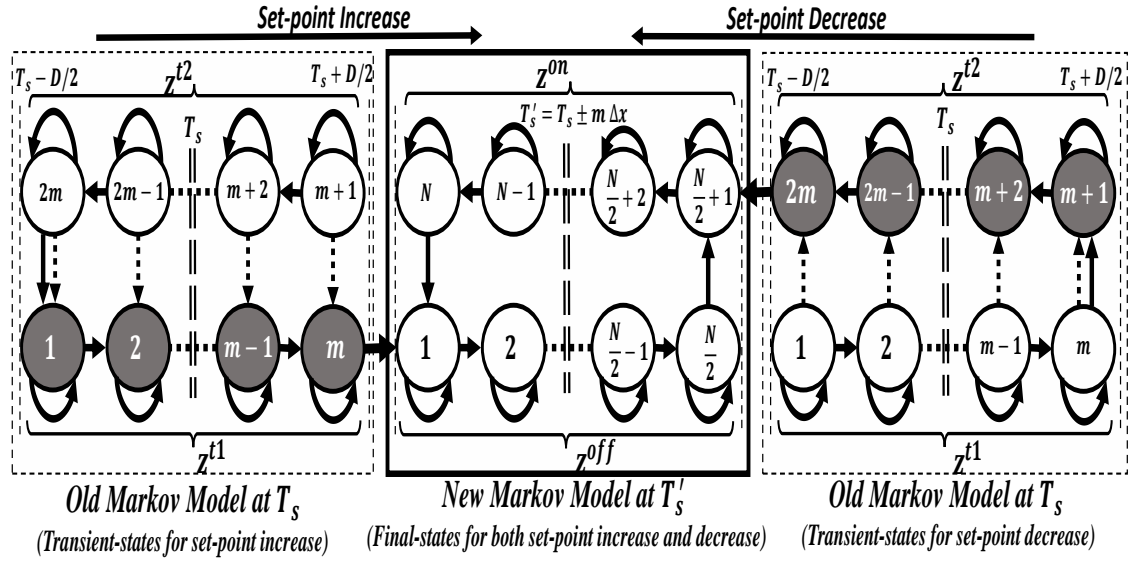 Set-point Increase
Set-point Decrease
T_s – D/2
z^{t2}
T_s + D/2
T_s
2m
2m – 1
m + 2
m + 1
1
2
m – 1
m
z^{t1}
Old Markov Model at T_s
(Transient-states for set-point increase)
z^{on}
T_s' = T_s ± m Δx
N
N – 1
N/2 + 2
N/2 + 1
1
2
N/2 – 1
N/2
z^{off}
New Markov Model at T_s'
(Final-states for both set-point increase and decrease)
T_s – D/2
z^{t2}
T_s + D/2
T_s
2m
2m – 1
m + 2
m + 1
1
2
m – 1
m
z^{t1}
Old Markov Model at T_s
(Transient-states for set-point decrease)